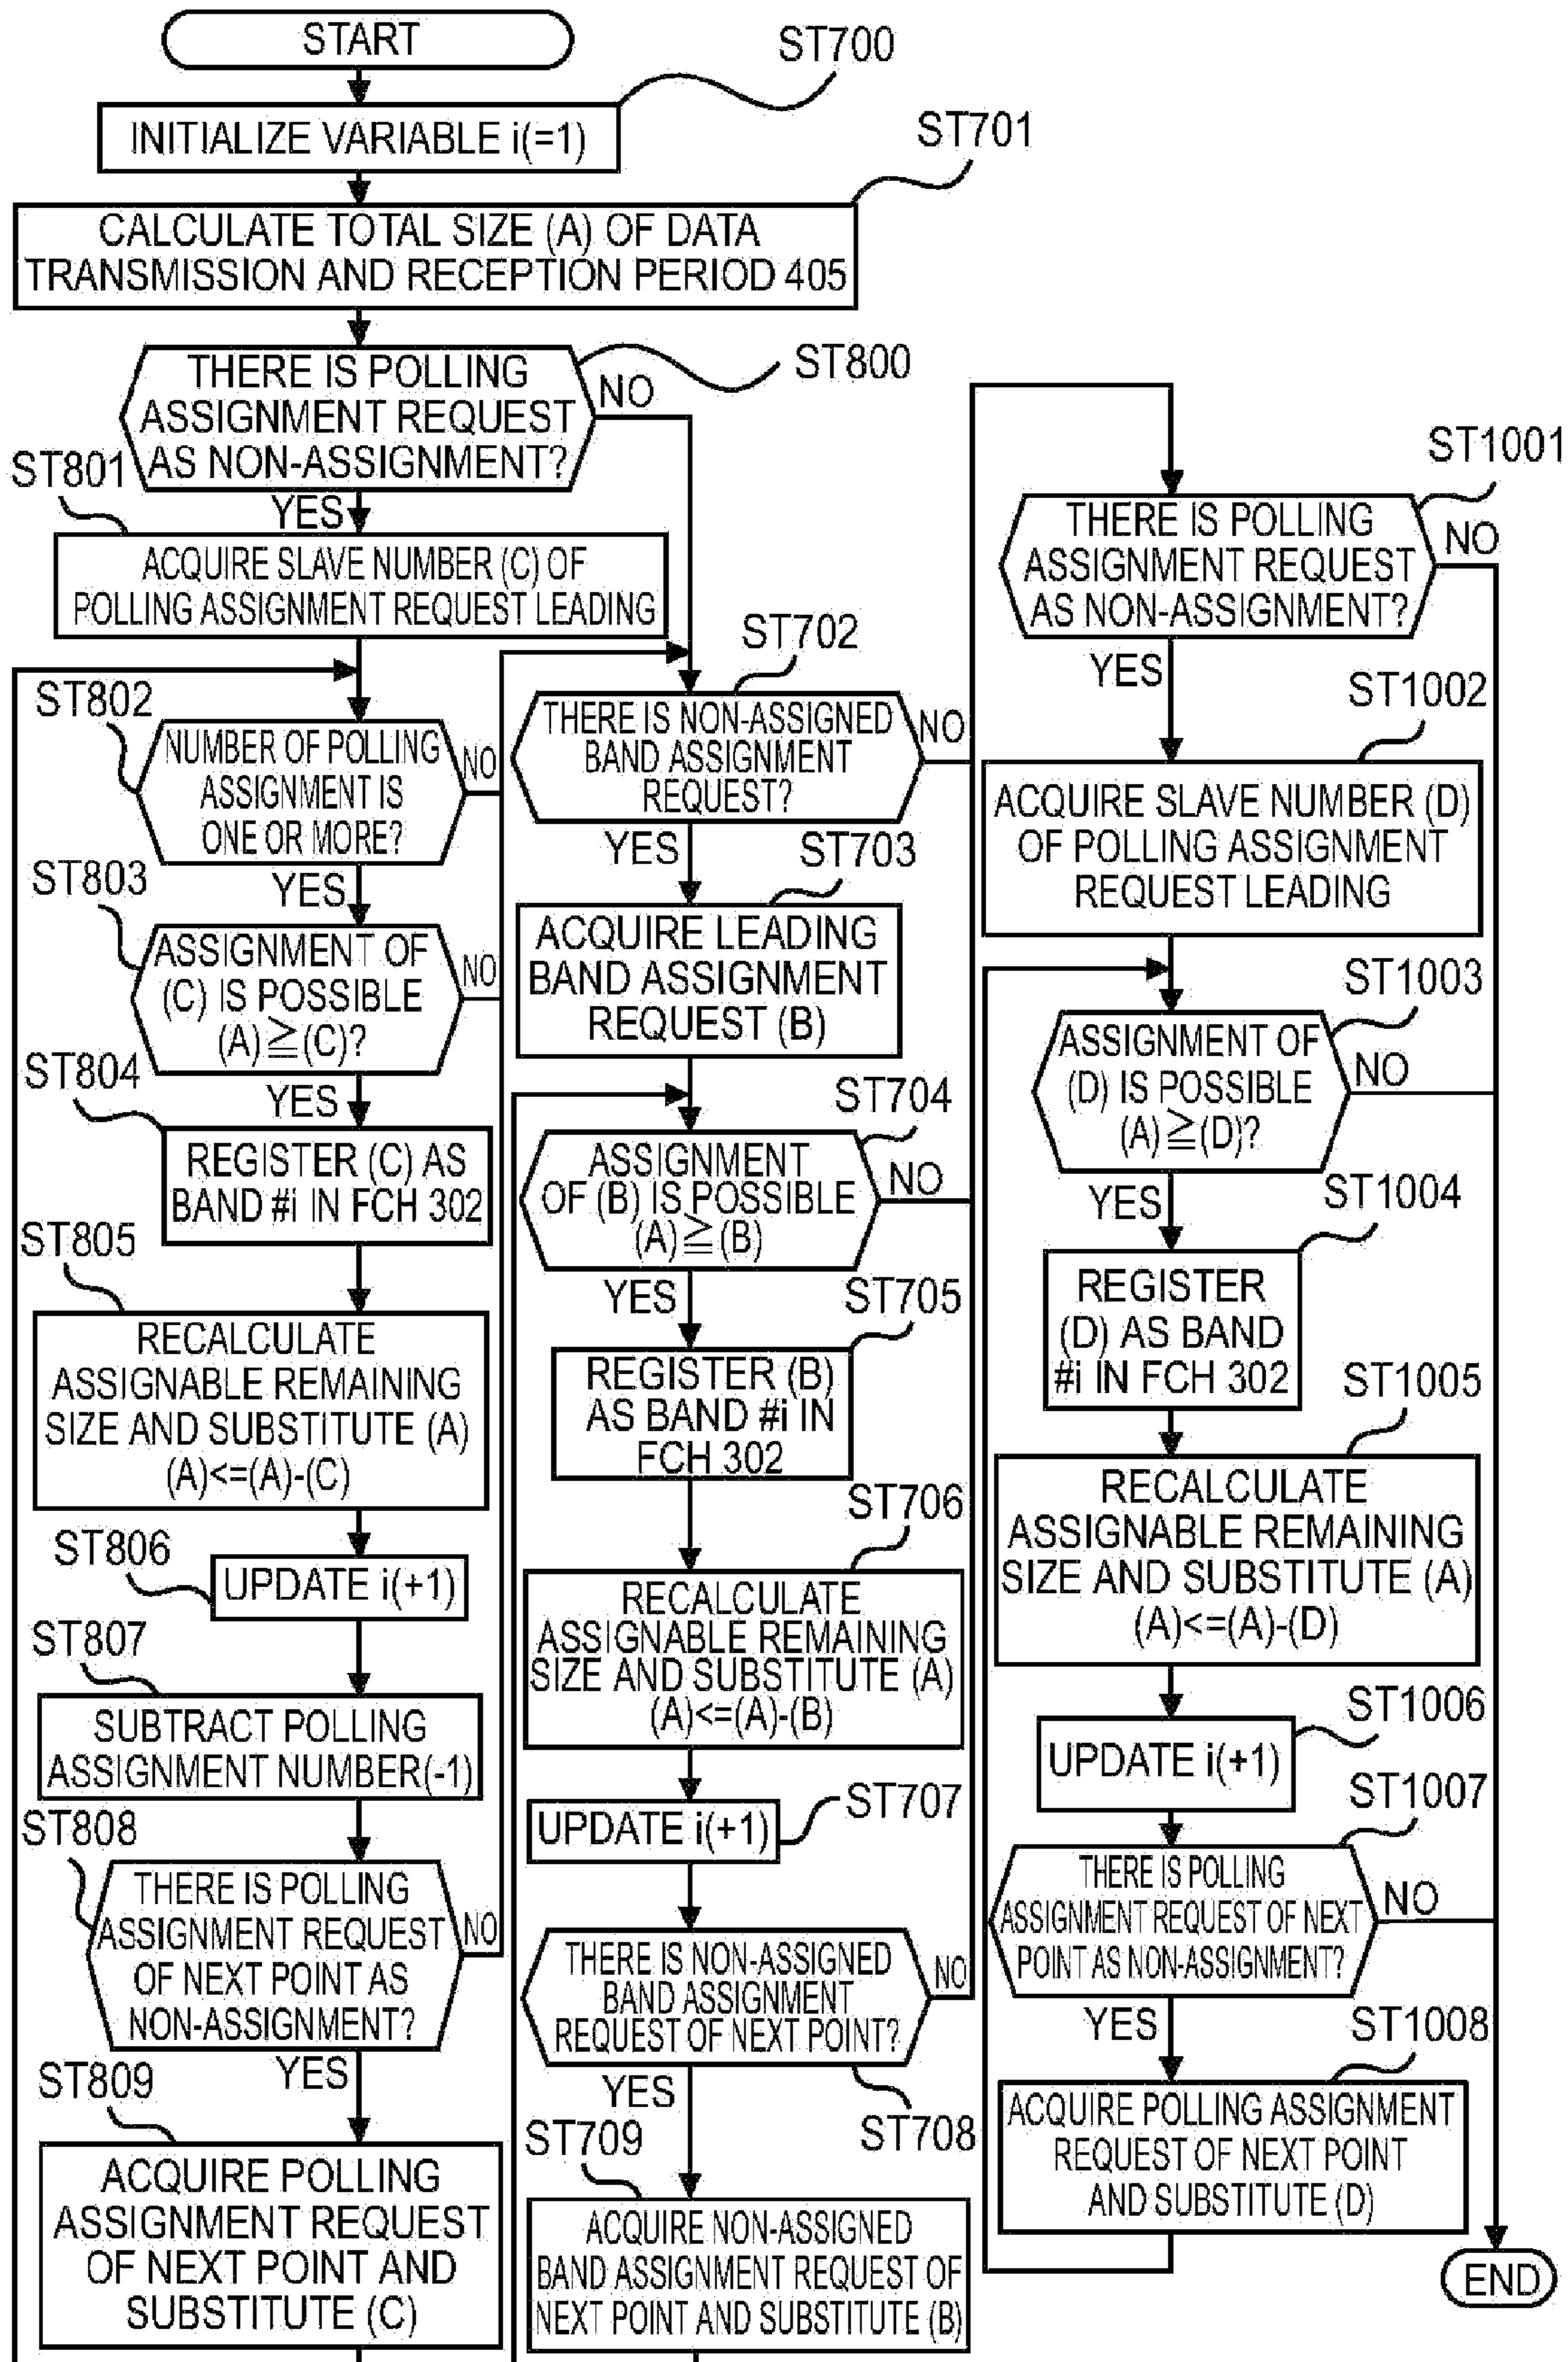 START
ST700
INITIALIZE VARIABLE i(=1)
ST701
CALCULATE TOTAL SIZE (A) OF DATA
TRANSMISSION AND RECEPTION PERIOD 405
ST800
THERE IS POLLING
ASSIGNMENT REQUEST
AS NON-ASSIGNMENT?
NO
YES
ST801
ACQUIRE SLAVE NUMBER (C) OF
POLLING ASSIGNMENT REQUEST LEADING
ST802
NUMBER OF POLLING
ASSIGNMENT IS
ONE OR MORE?
NO
YES
ST803
ASSIGNMENT OF
(C) IS POSSIBLE
(A)≧(C)?
NO
YES
ST804
REGISTER (C) AS
BAND #i IN FCH 302
ST805
RECALCULATE
ASSIGNABLE REMAINING
SIZE AND SUBSTITUTE (A)
(A)<=(A)-(C)
ST806
UPDATE i(+1)
ST807
SUBTRACT POLLING
ASSIGNMENT NUMBER(-1)
ST808
THERE IS POLLING
ASSIGNMENT REQUEST
OF NEXT POINT AS
NON-ASSIGNMENT?
NO
YES
ST809
ACQUIRE POLLING
ASSIGNMENT REQUEST
OF NEXT POINT AND
SUBSTITUTE (C)
ST702
THERE IS NON-ASSIGNED
BAND ASSIGNMENT
REQUEST?
NO
YES
ST703
ACQUIRE LEADING
BAND ASSIGNMENT
REQUEST (B)
ST704
ASSIGNMENT
OF (B) IS POSSIBLE
(A)≧(B)
NO
YES
ST705
REGISTER (B)
AS BAND #i IN
FCH 302
ST706
RECALCULATE
ASSIGNABLE REMAINING
SIZE AND SUBSTITUTE (A)
(A)<=(A)-(B)
ST707
UPDATE i(+1)
THERE IS NON-ASSIGNED
BAND ASSIGNMENT
REQUEST OF NEXT POINT?
NO
YES
ST708
ST709
ACQUIRE NON-ASSIGNED
BAND ASSIGNMENT REQUEST OF
NEXT POINT AND SUBSTITUTE (B)
ST1001
THERE IS POLLING
ASSIGNMENT REQUEST
AS NON-ASSIGNMENT?
NO
YES
ST1002
ACQUIRE SLAVE NUMBER (D)
OF POLLING ASSIGNMENT
REQUEST LEADING
ST1003
ASSIGNMENT OF
(D) IS POSSIBLE
(A)≧(D)?
NO
YES
ST1004
REGISTER
(D) AS BAND
#i IN FCH 302
ST1005
RECALCULATE
ASSIGNABLE REMAINING
SIZE AND SUBSTITUTE (A)
(A)<=(A)-(D)
ST1006
UPDATE i(+1)
ST1007
THERE IS POLLING
ASSIGNMENT REQUEST OF NEXT
POINT AS NON-ASSIGNMENT?
NO
YES
ST1008
ACQUIRE POLLING ASSIGNMENT
REQUEST OF NEXT POINT
AND SUBSTITUTE (D)
END